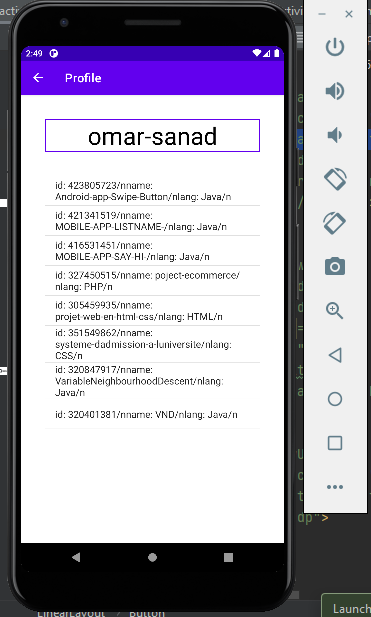 2:49
Profile
omar-sanad
id: 423805723/nname:
Android-app-Swipe-Button/nlang: Java/n
id: 421341519/nname:
MOBILE-APP-LISTNAME-/nlang: Java/n
id: 416531451/nname:
MOBILE-APP-SAY-HI-/nlang: Java/n
id: 327450515/nname: poject-ecommerce/
nlang: PHP/n
id: 305459935/nname:
projet-web-en-html-css/nlang: HTML/n
id: 351549862/nname:
systeme-dadmission-a-luniversite/nlang:
CSS/n
id: 320847917/nname:
VariableNeighbourhoodDescent/nlang:
Java/n
id: 320401381/nname: VND/nlang: Java/n
dp">
LinearLayout
Button
Launch